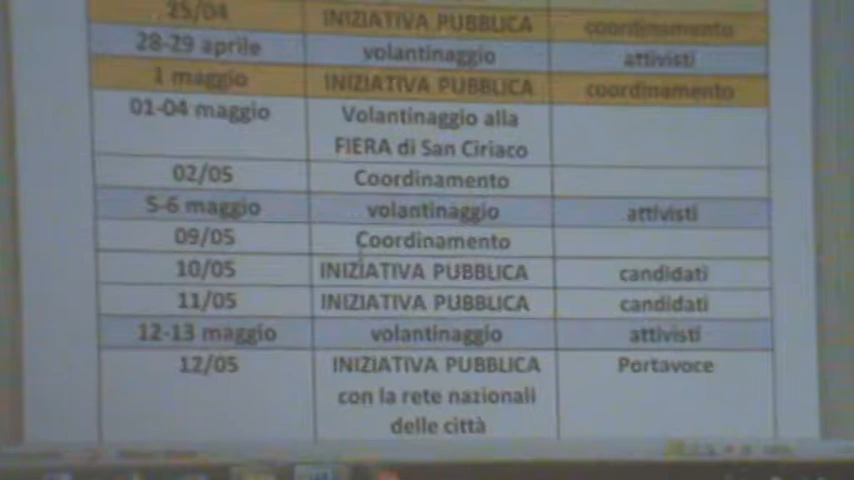 25/04 INIZIATIVA PUBBLICA coordinamento
28-29 aprile volantinaggio attivisti
1 maggio INIZIATIVA PUBBLICA coordinamento
01-04 maggio Volantinaggio alla
FIERA di San Ciriaco
02/05 Coordinamento
5-6 maggio volantinaggio attivisti
09/05 Coordinamento
10/05 INIZIATIVA PUBBLICA candidati
11/05 INIZIATIVA PUBBLICA candidati
12-13 maggio volantinaggio attivisti
12/05 INIZIATIVA PUBBLICA Portavoce
con la rete nazionali
delle città